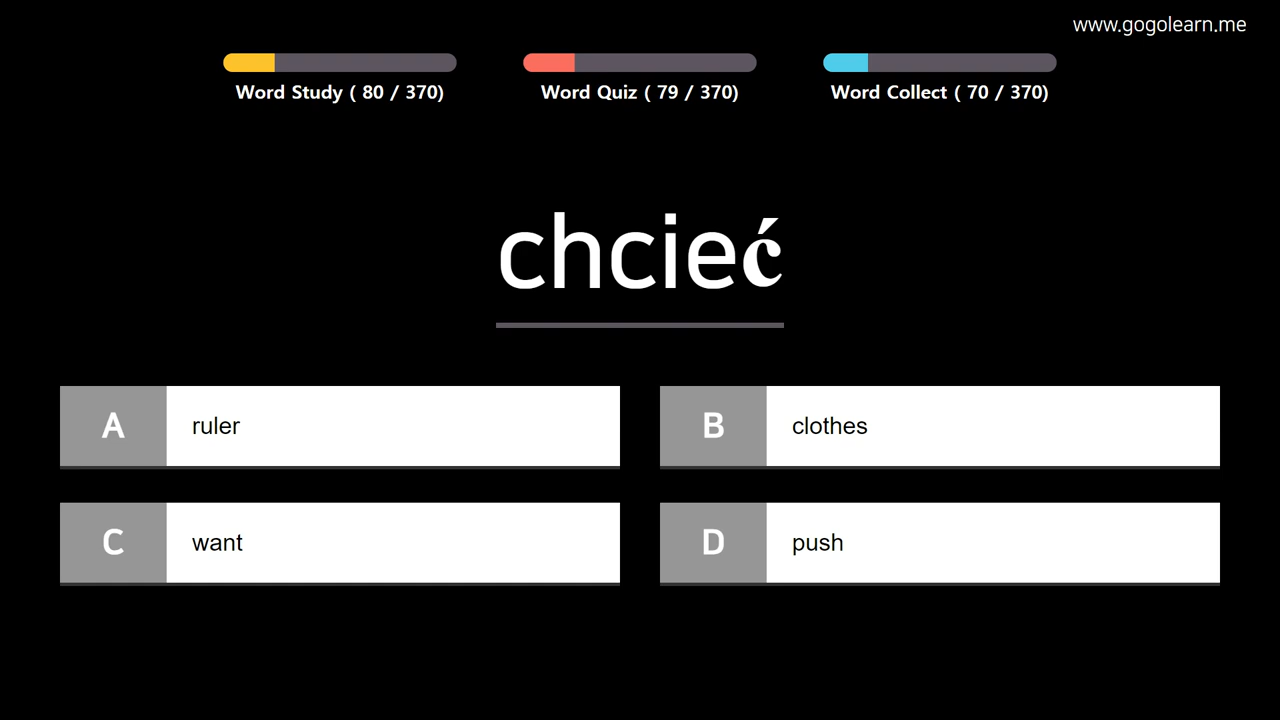 www.gogolearn.me
Word Study ( 80 / 370)
Word Quiz ( 79 / 370)
Word Collect ( 70 / 370)
chcieć
A ruler
B clothes
C want
D push